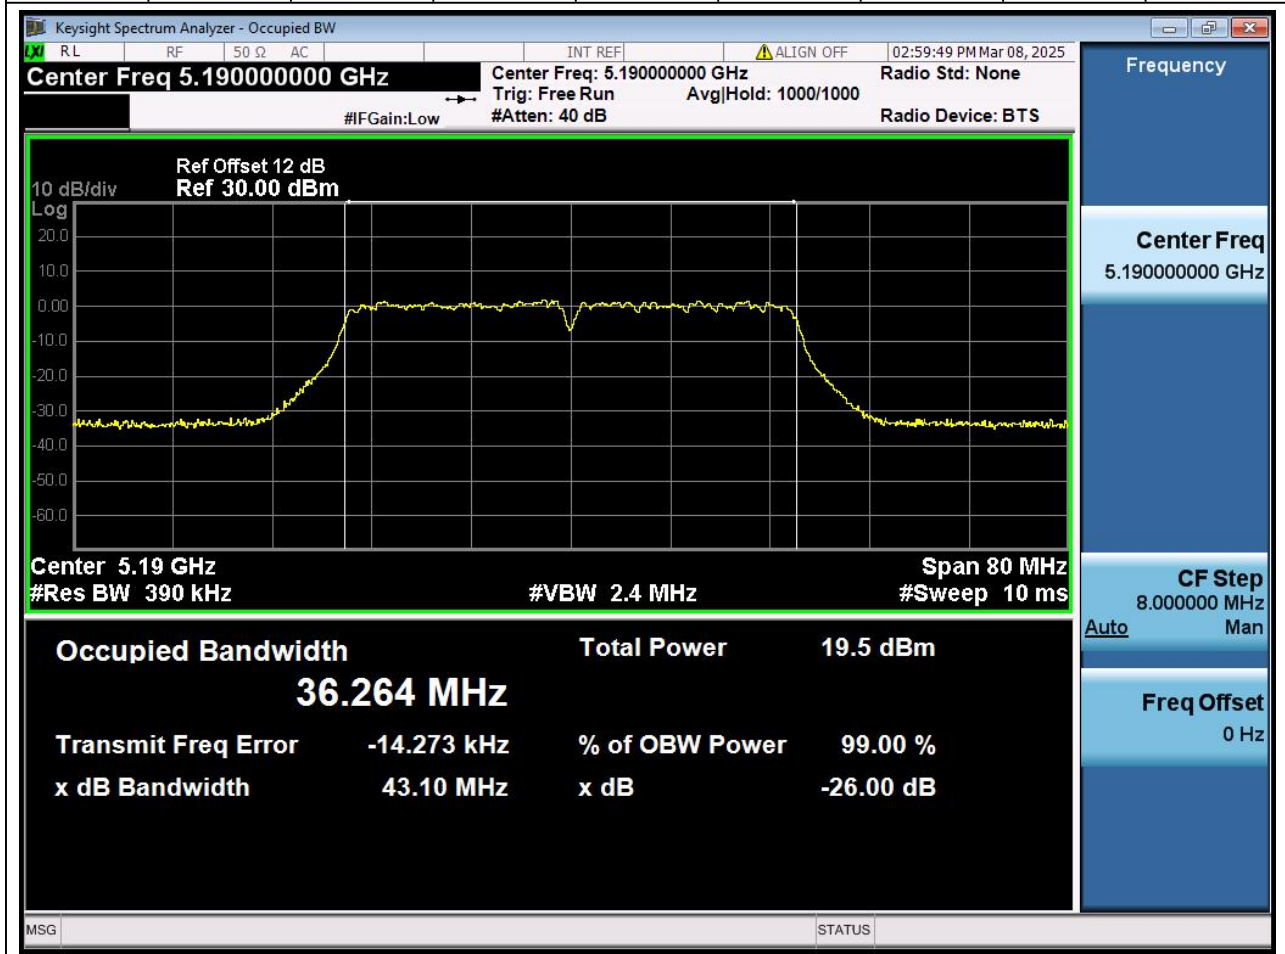 Keysight Spectrum Analyzer - Occupied BW
LXI RL RF 50 Ω AC INT REF ALIGN OFF 02:59:49 PM Mar 08, 2025
Center Freq 5.190000000 GHz
Center Freq: 5.190000000 GHz Radio Std: None
Trig: Free Run Avg|Hold: 1000/1000
#IFGain:Low #Atten: 40 dB Radio Device: BTS
Ref Offset 12 dB
10 dB/div Ref 30.00 dBm
Log
20.0
10.0
0.00
-10.0
-20.0
-30.0
-40.0
-50.0
-60.0
Center 5.19 GHz Span 80 MHz
#Res BW 390 kHz #VBW 2.4 MHz #Sweep 10 ms
Occupied Bandwidth Total Power 19.5 dBm
36.264 MHz
Transmit Freq Error -14.273 kHz % of OBW Power 99.00 %
x dB Bandwidth 43.10 MHz x dB -26.00 dB
MSG STATUS
Frequency
Center Freq
5.190000000 GHz
CF Step
8.000000 MHz
Auto Man
Freq Offset
0 Hz